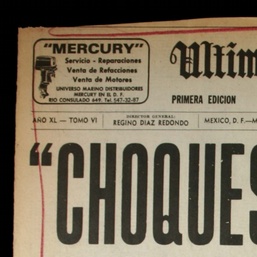 "MERCURY"
Servicio - Reparaciones
Venta de Refacciones
Venta de Motores
UNIVERSO MARINO DISTRIBUIDORES
MERCURY EN EL D. F.
RIO CONSULADO 649. Tel. 547-32-87
Ultim
PRIMERA EDICION
AÑO XL — TOMO VI
DIRECTOR GENERAL:
REGINO DIAZ REDONDO
MEXICO, D. F.—M
"CHOQUES